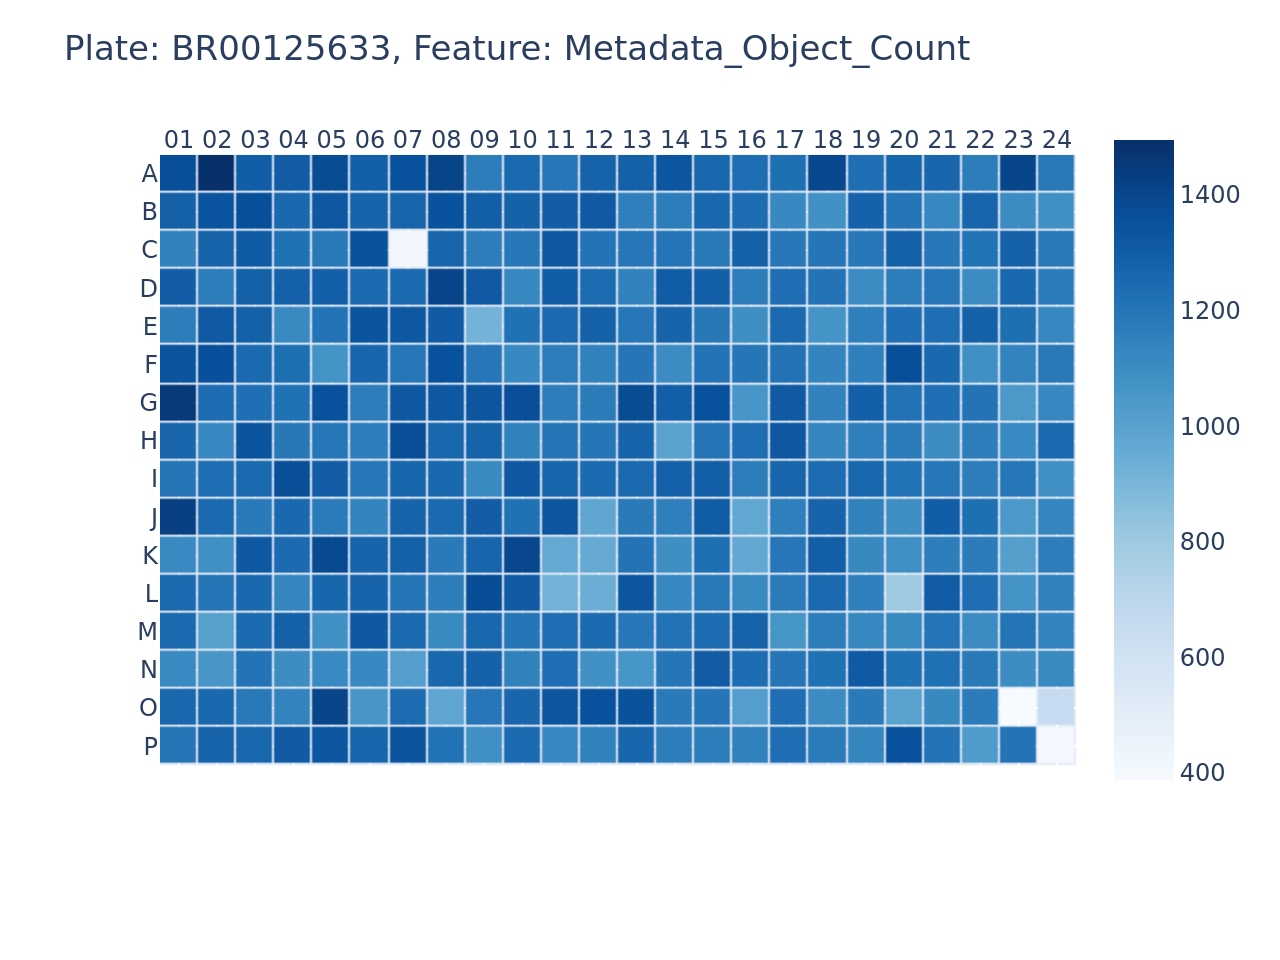 Plate: BR00125633, Feature: Metadata_Object_Count
01 02 03 04 05 06 07 08 09 10 11 12 13 14 15 16 17 18 19 20 21 22 23 24
A
B
C
D
E
F
G
H
I
J
K
L
M
N
O
P
1400
1200
1000
800
600
400